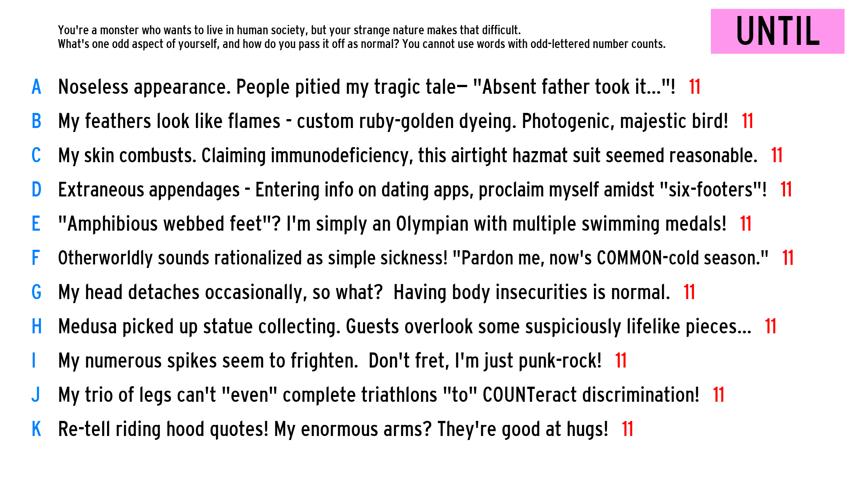 You're a monster who wants to live in human society, but your strange nature makes that difficult.
What's one odd aspect of yourself, and how do you pass it off as normal? You cannot use words with odd-lettered number counts.
UNTIL
A Noseless appearance. People pitied my tragic tale— "Absent father took it..."! 11
B My feathers look like flames - custom ruby-golden dyeing. Photogenic, majestic bird! 11
C My skin combusts. Claiming immunodeficiency, this airtight hazmat suit seemed reasonable. 11
D Extraneous appendages - Entering info on dating apps, proclaim myself amidst "six-footers"! 11
E "Amphibious webbed feet"? I'm simply an Olympian with multiple swimming medals! 11
F Otherworldly sounds rationalized as simple sickness! "Pardon me, now's COMMON-cold season." 11
G My head detaches occasionally, so what?  Having body insecurities is normal. 11
H Medusa picked up statue collecting. Guests overlook some suspiciously lifelike pieces... 11
I My numerous spikes seem to frighten.  Don't fret, I'm just punk-rock! 11
J My trio of legs can't "even" complete triathlons "to" COUNTeract discrimination! 11
K Re-tell riding hood quotes! My enormous arms? They're good at hugs! 11